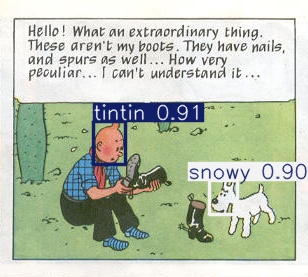 Hello! What an extraordinary thing.
These aren't my boots. They have nails,
and spurs as well... How very
peculiar... I can't understand it...
tintin 0.91
snowy 0.90